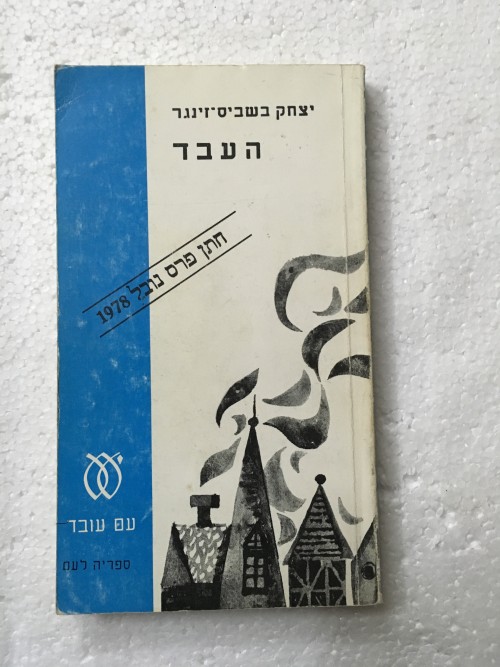 יצחק בשביס־זינגר
העבד
חתן פרס נובל 1978
עם עובד
ספריה לעם